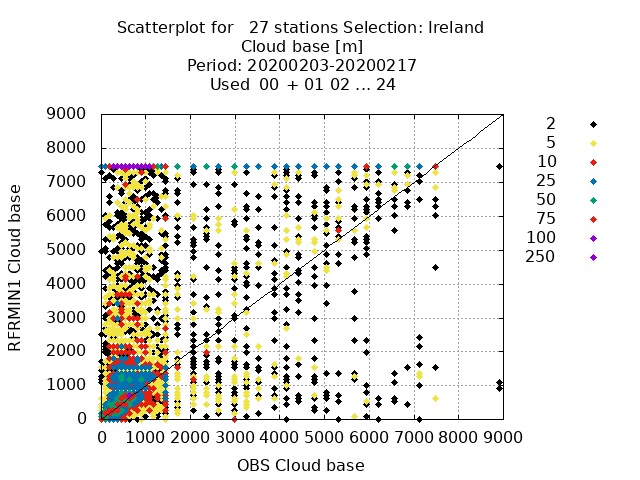 Scatterplot for 27 stations Selection: Ireland
Cloud base [m]
Period: 20200203-20200217
Used 00 + 01 02 ... 24
9000
8000
7000
6000
5000
4000
3000
2000
1000
0
RFRMIN1 Cloud base
0 1000 2000 3000 4000 5000 6000 7000 8000 9000
OBS Cloud base
2
5
10
25
50
75
100
250